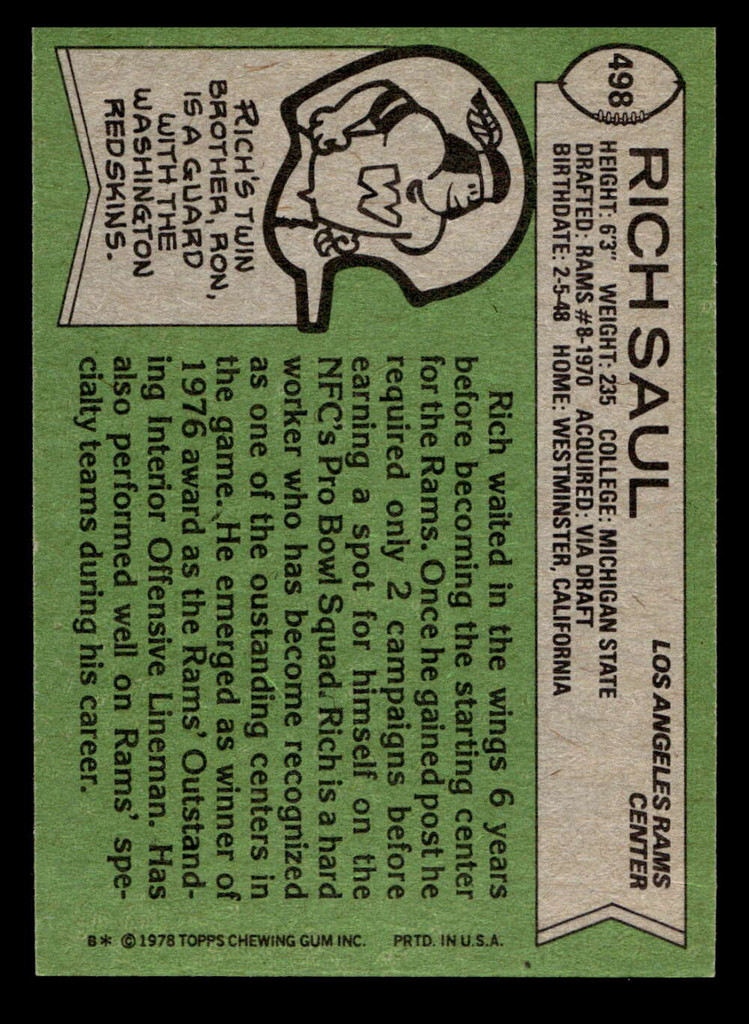 498
RICH SAUL
LOS ANGELES RAMS
CENTER
HEIGHT: 6'3" WEIGHT: 235 COLLEGE: MICHIGAN STATE
DRAFTED: RAMS #8-1970 ACQUIRED: VIA DRAFT
BIRTHDATE: 2-5-48 HOME: WESTMINSTER, CALIFORNIA
W
RICH'S TWIN
BROTHER, RON,
IS A GUARD
WITH THE
WASHINGTON
REDSKINS.
Rich waited in the wings 6 years
before becoming the starting center
for the Rams. Once he gained post he
required only 2 campaigns before
earning a spot for himself on the
NFC's Pro Bowl Squad. Rich is a hard
worker who has become recognized
as one of the oustanding centers in
the game. He emerged as winner of
1976 award as the Rams' Outstand-
ing Interior Offensive Lineman. Has
also performed well on Rams' spe-
cialty teams during his career.
B* © 1978 TOPPS CHEWING GUM INC. PRTD. IN U.S.A.